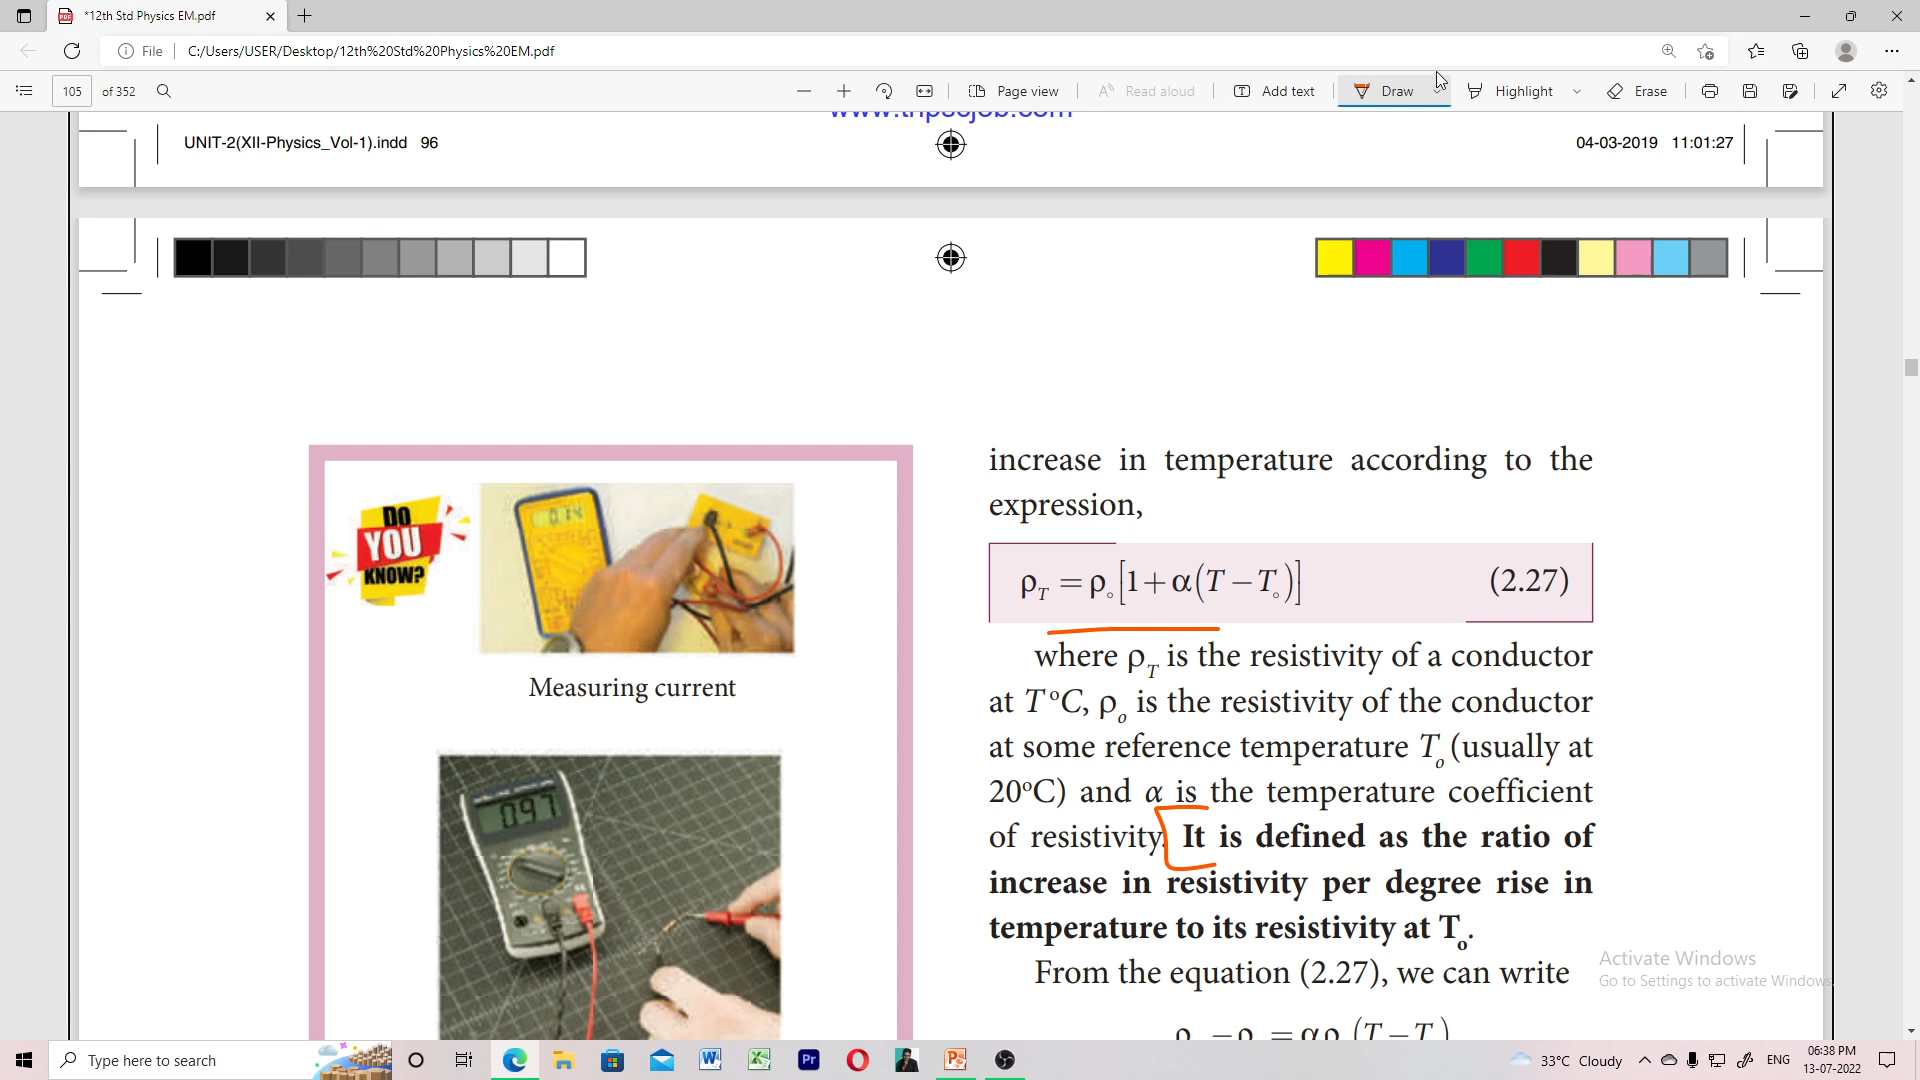 *12th Std Physics EM.pdf
File C:/Users/USER/Desktop/12th%20Std%20Physics%20EM.pdf
105 of 352 Page view Read aloud Add text Draw Highlight Erase
UNIT-2(XII-Physics_Vol-1).indd 96 04-03-2019 11:01:27
DO
YOU
KNOW?
Measuring current
0.97
increase in temperature according to the
expression,
ρT = ρ∘[1+α(T−T∘)] (2.27)
where ρT is the resistivity of a conductor
at T°C, ρo is the resistivity of the conductor
at some reference temperature To (usually at
20°C) and α is the temperature coefficient
of resistivity. It is defined as the ratio of
increase in resistivity per degree rise in
temperature to its resistivity at To.
From the equation (2.27), we can write
Activate Windows
Go to Settings to activate Windows.
Type here to search
33°C Cloudy ENG 06:38 PM
13-07-2022